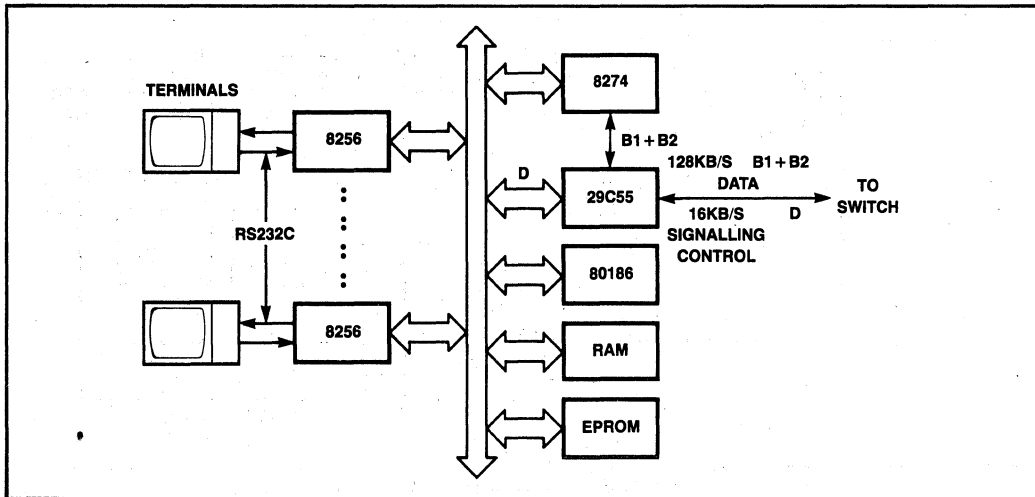 TERMINALS
8256
RS232C
8256
8274
B1+B2
D
29C55
128KB/S B1+B2
DATA
16KB/S D
SIGNALLING
CONTROL
TO
SWITCH
80186
RAM
EPROM